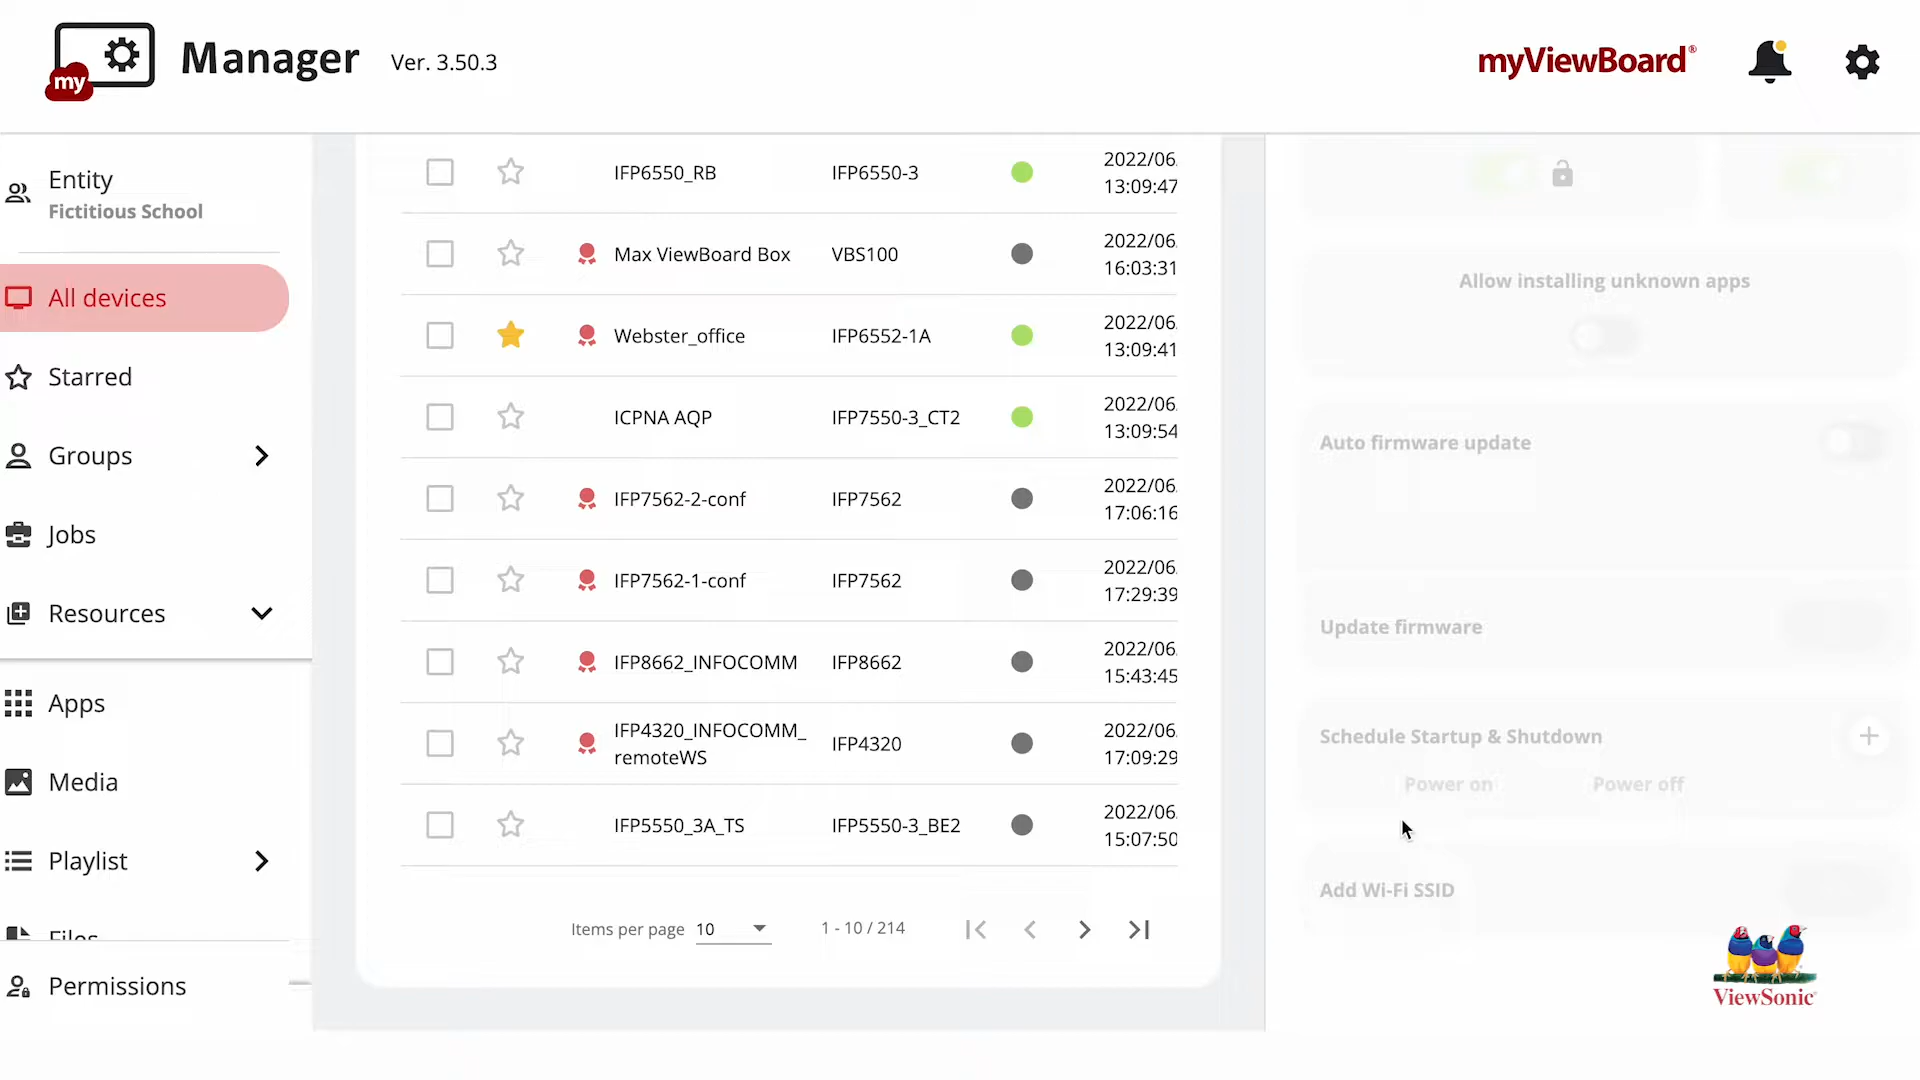 my
Manager
Ver. 3.50.3
myViewBoard®
Entity
Fictitious School
All devices
Starred
Groups
Jobs
Resources
Apps
Media
Playlist
Files
Permissions
IFP6550_RB IFP6550-3 2022/06.
13:09:47
Max ViewBoard Box VBS100 2022/06.
16:03:31
Webster_office IFP6552-1A 2022/06.
13:09:41
ICPNA AQP IFP7550-3_CT2 2022/06.
13:09:54
IFP7562-2-conf IFP7562 2022/06.
17:06:16
IFP7562-1-conf IFP7562 2022/06.
17:29:39
IFP8662_INFOCOMM IFP8662 2022/06.
15:43:45
IFP4320_INFOCOMM_
remoteWS IFP4320 2022/06.
17:09:29
IFP5550_3A_TS IFP5550-3_BE2 2022/06.
15:07:50
Items per page 10 1 - 10 / 214
Allow installing unknown apps
Auto firmware update
Update firmware
Schedule Startup & Shutdown
Power on Power off
Add Wi-Fi SSID
ViewSonic